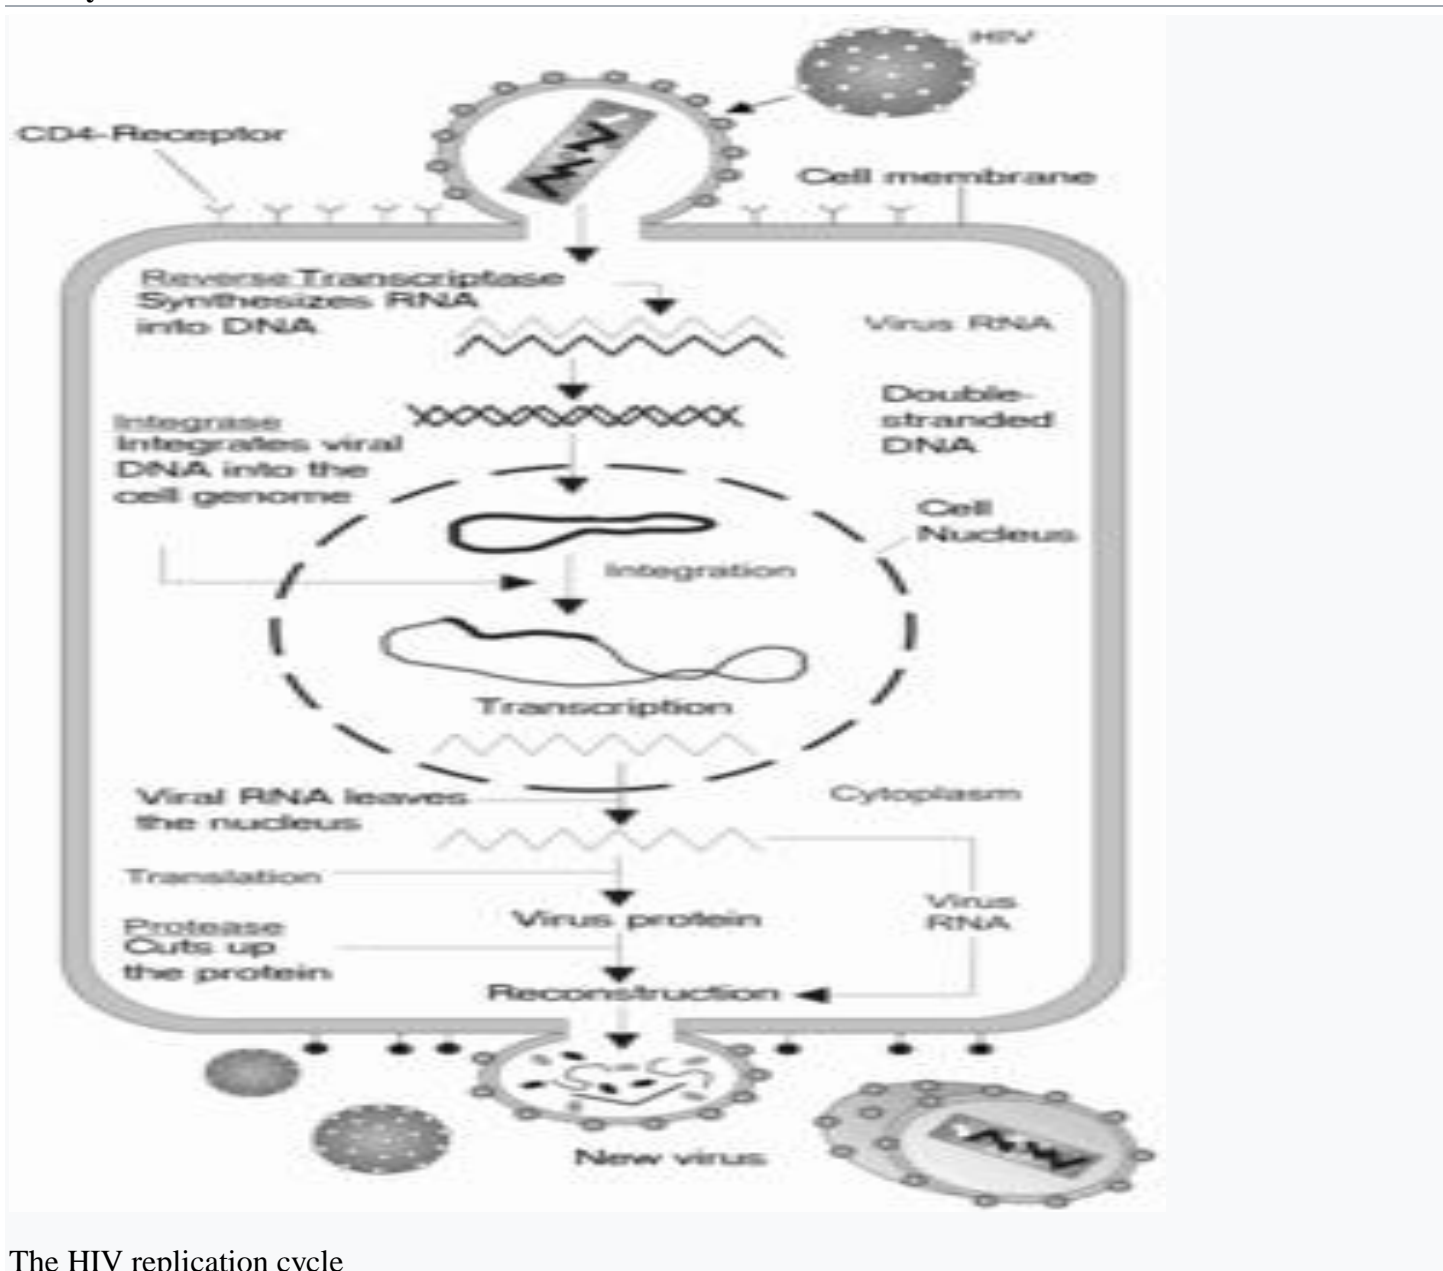 HIV
CD4-Receptor
Cell membrane
Reverse Transcriptase
Synthesizes RNA
into DNA
Virus RNA
Double-
stranded
DNA
Integrase
Integrates viral
DNA into the
cell genome
Cell
Nucleus
Integration
Transcription
Viral RNA leaves
the nucleus
Cytoplasm
Translation
Virus protein
Virus
RNA
Protease
Cuts up
the protein
Reconstruction
New virus
The HIV replication cycle